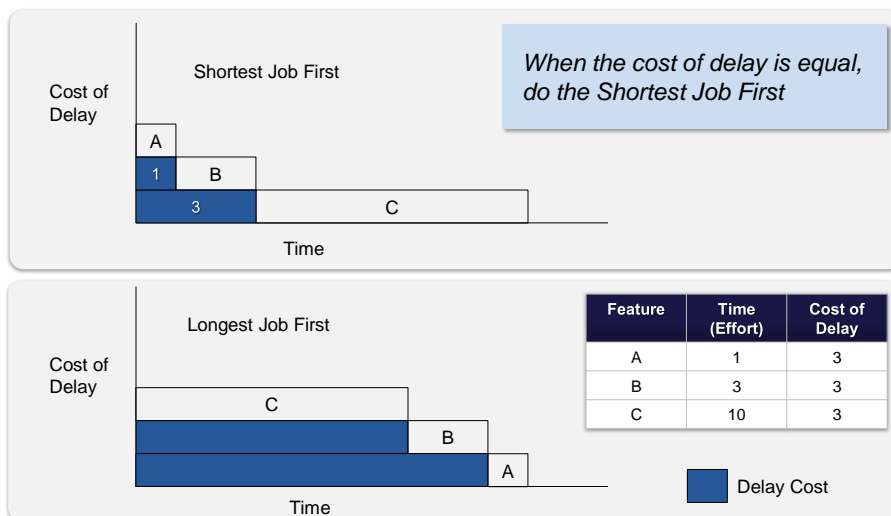 Shortest Job First
When the cost of delay is equal,
do the Shortest Job First
Cost of
Delay
A
1
B
3
C
Time
Longest Job First
Cost of
Delay
C
B
A
Time
Feature Time (Effort) Cost of Delay
A 1 3
B 3 3
C 10 3
Delay Cost